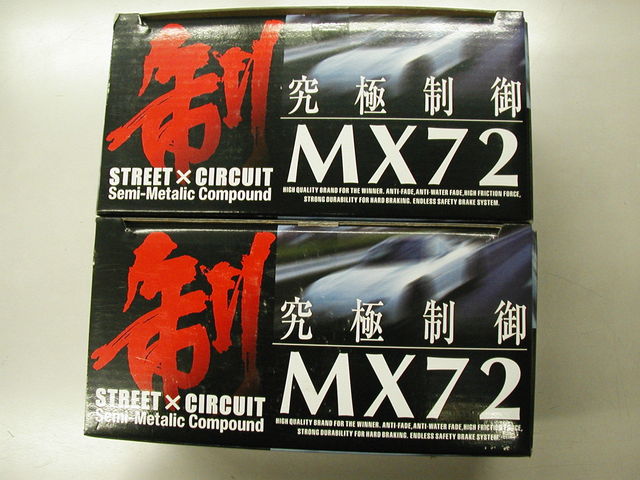 制
究極制御
MX72
STREET×CIRCUIT
Semi-Metalic Compound
HIGH QUALITY BRAND FOR THE WINNER. ANTI-FADE,ANTI-WATER FADE,HIGH FRICTION FORCE,
STRONG DURABILITY FOR HARD BRAKING. ENDLESS SAFETY BRAKE SYSTEM.
制
究極制御
MX72
STREET×CIRCUIT
Semi-Metalic Compound
HIGH QUALITY BRAND FOR THE WINNER. ANTI-FADE,ANTI-WATER FADE,HIGH FRICTION FORCE,
STRONG DURABILITY FOR HARD BRAKING. ENDLESS SAFETY BRAKE SYSTEM.